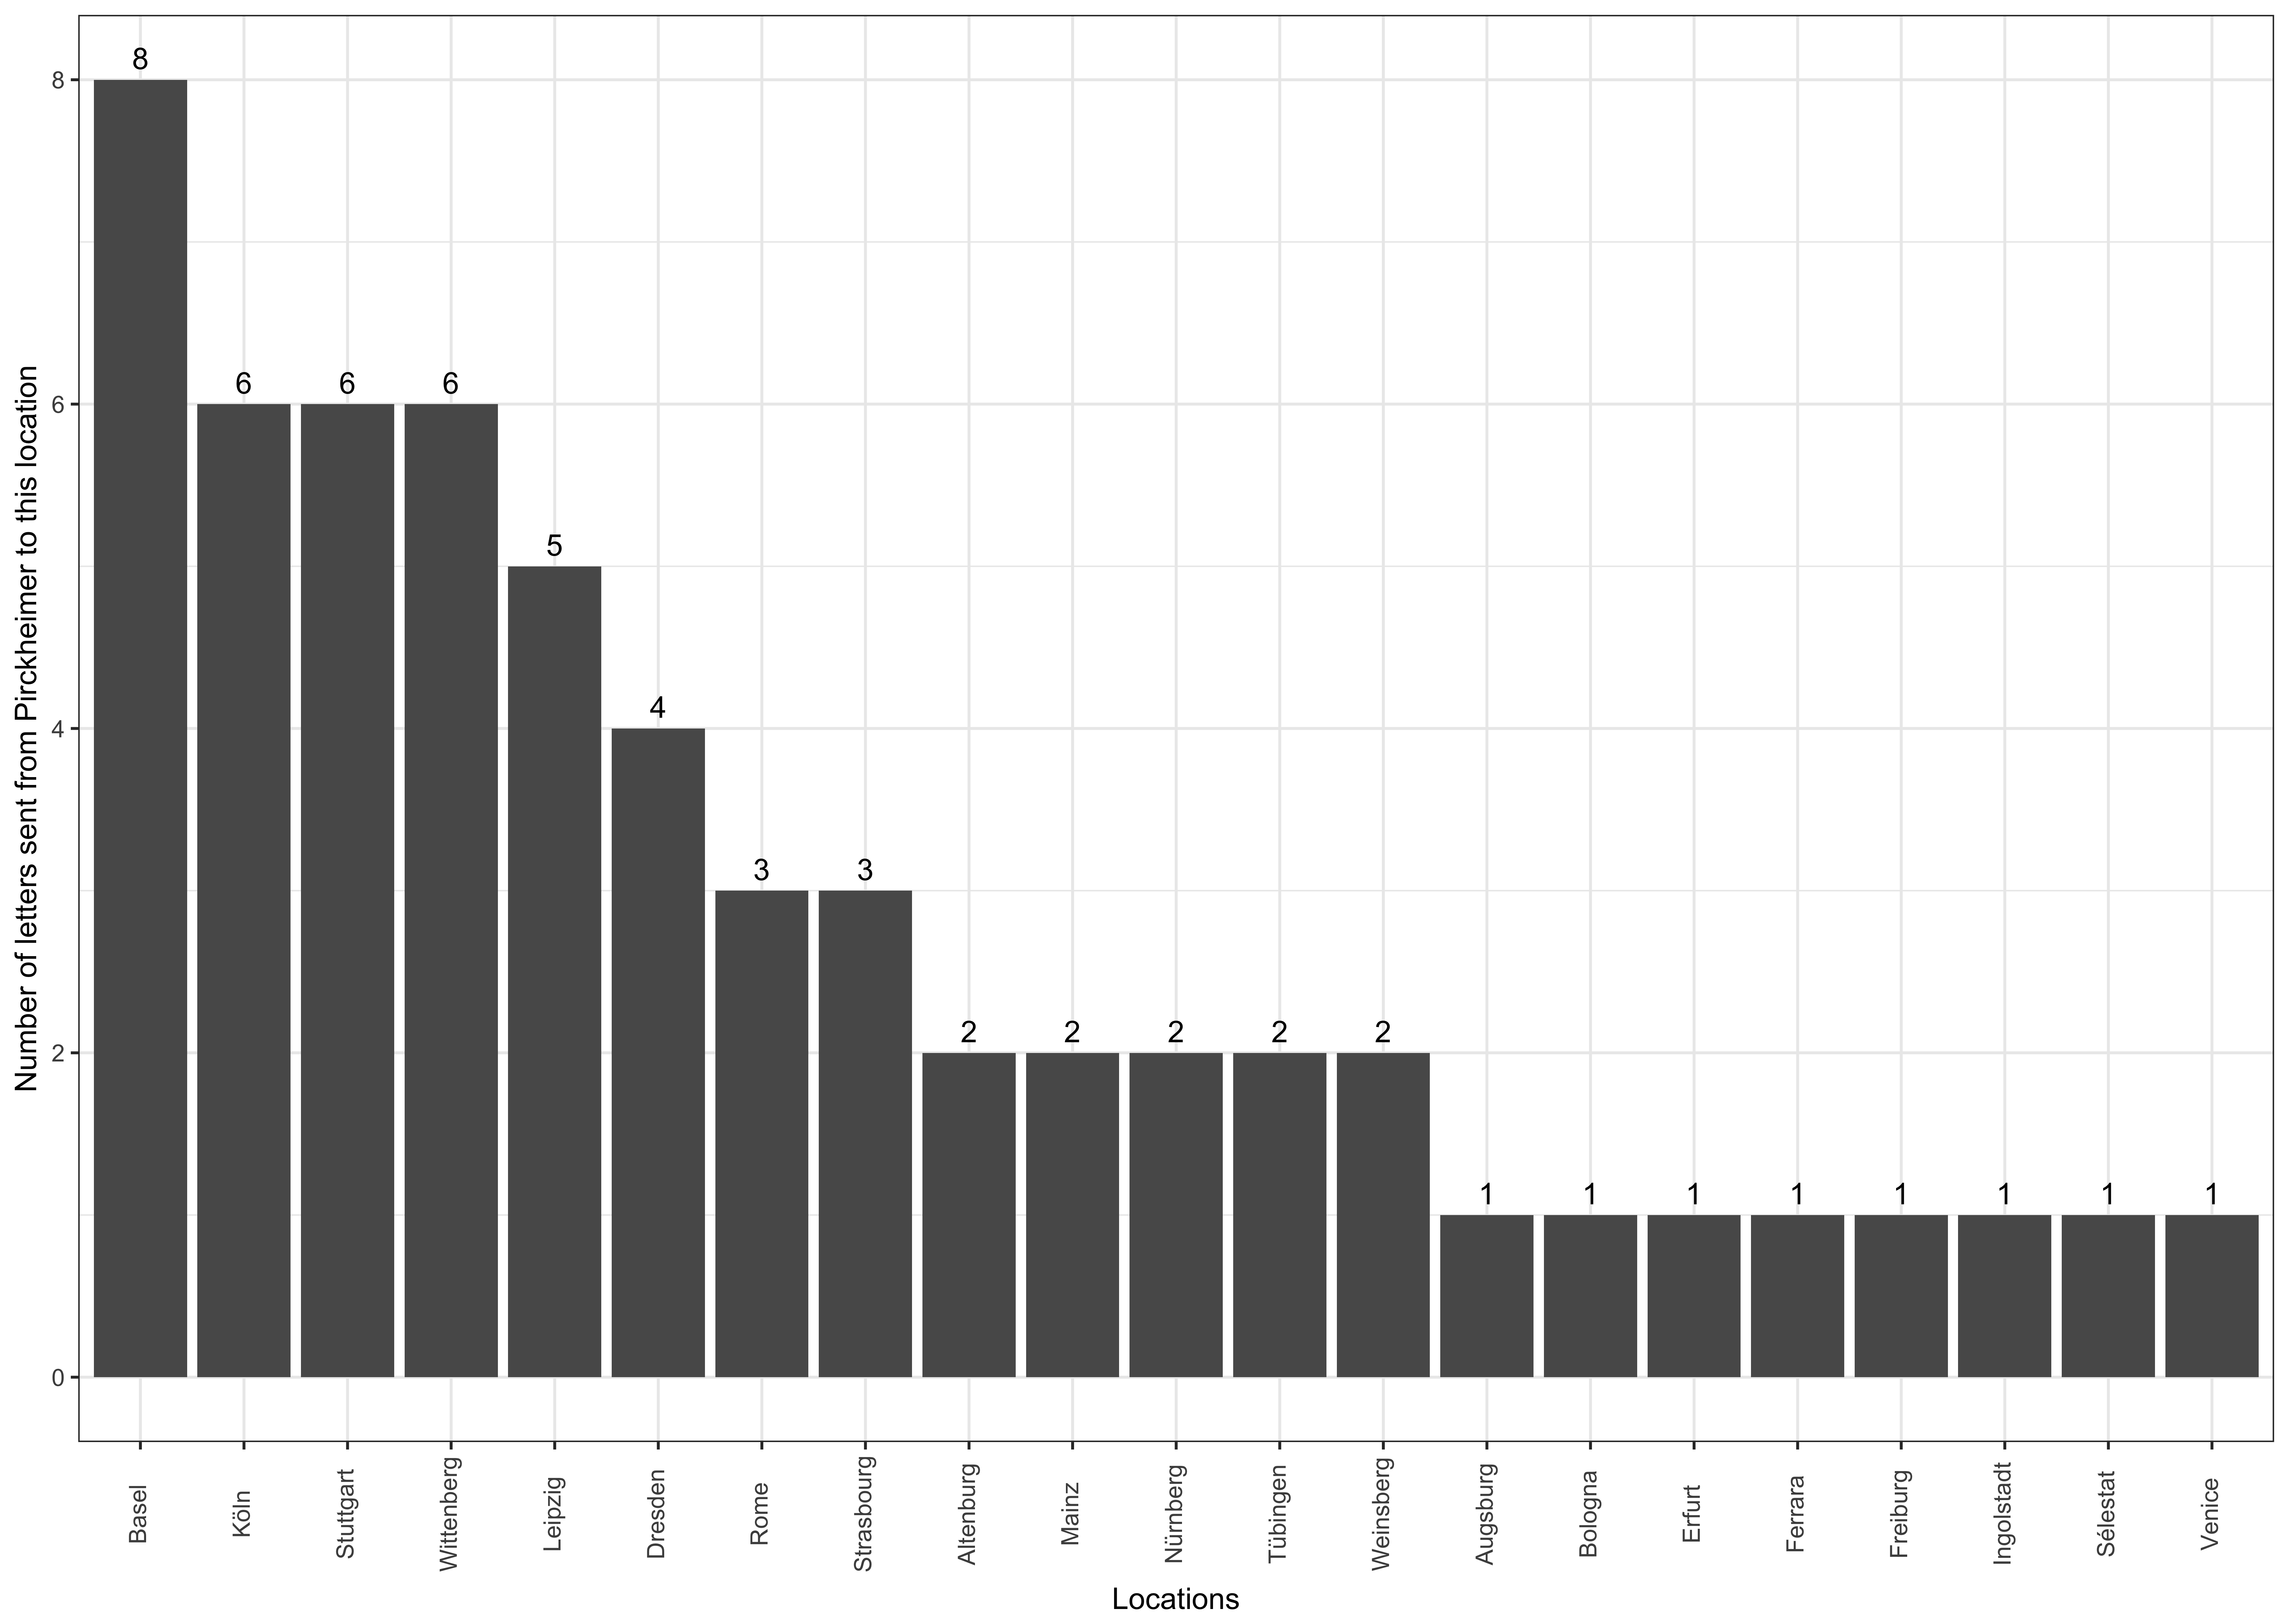 Number of letters sent from Pirckheimer to this location
8
6
4
2
0
8
6
6
6
5
4
3
3
2
2
2
2
2
1
1
1
1
1
1
1
1
Basel
Köln
Stuttgart
Wittenberg
Leipzig
Dresden
Rome
Strasbourg
Altenburg
Mainz
Nürnberg
Tübingen
Weinsberg
Augsburg
Bologna
Erfurt
Ferrara
Freiburg
Ingolstadt
Sélestat
Venice
Locations